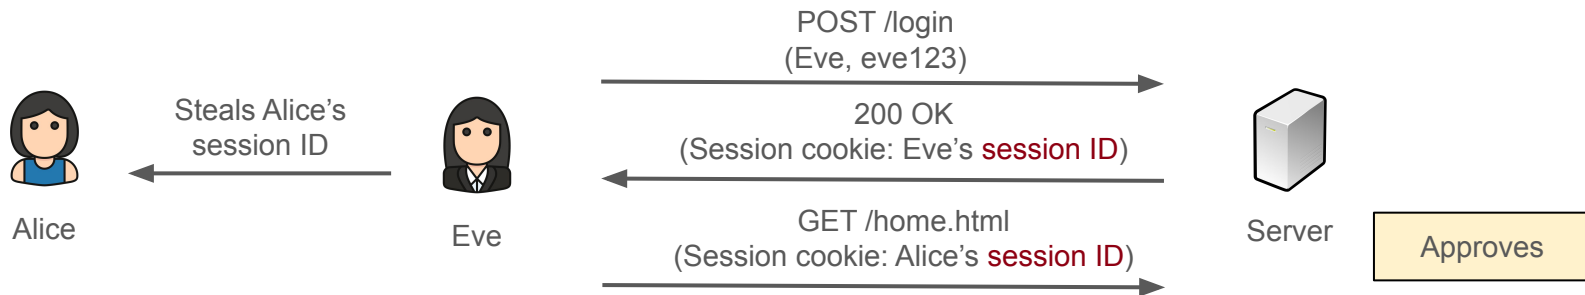 POST /login
(Eve, eve123)
Steals Alice’s
session ID
200 OK
(Session cookie: Eve’s session ID)
Alice
Eve
GET /home.html
(Session cookie: Alice’s session ID)
Server
Approves